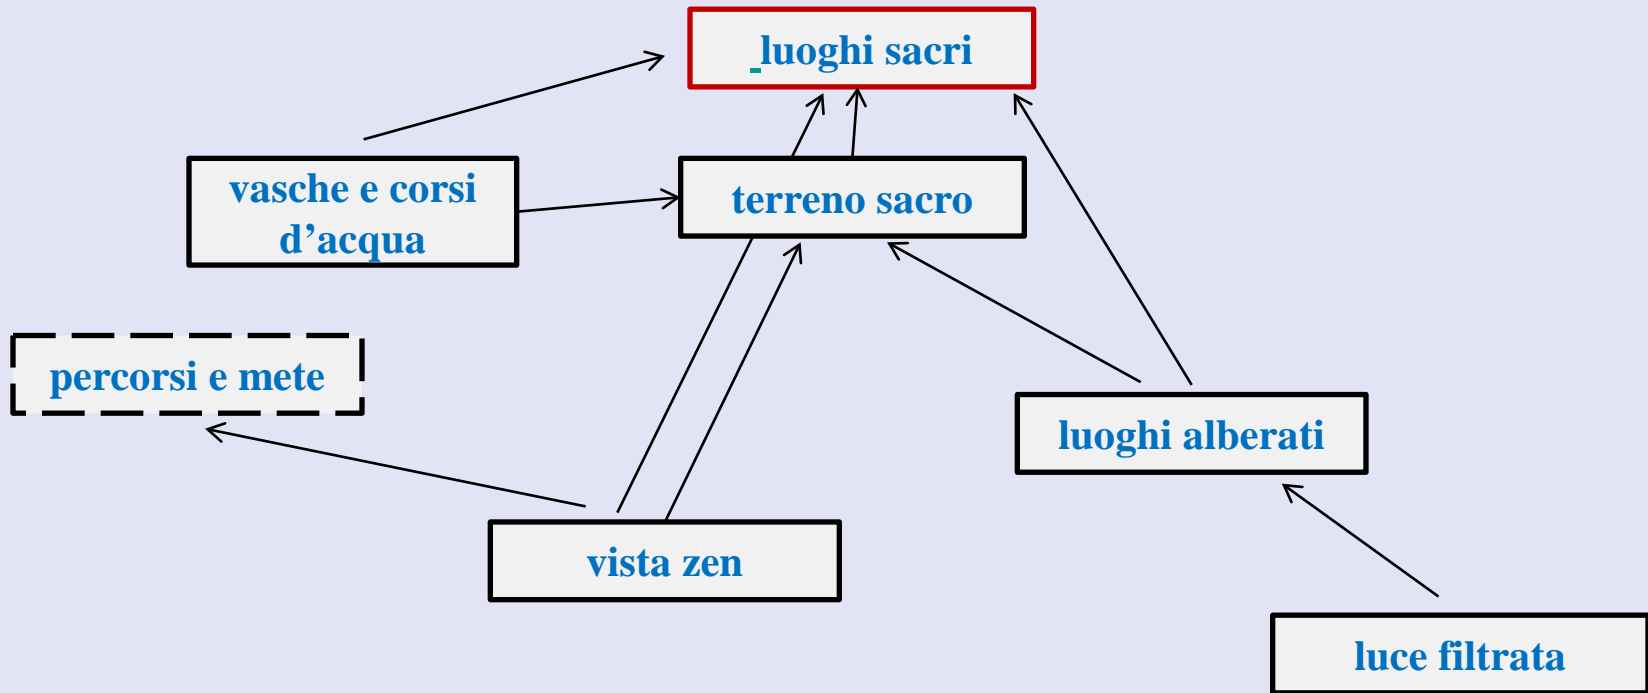 luoghi sacri
vasche e corsi
d’acqua
terreno sacro
percorsi e mete
luoghi alberati
vista zen
luce filtrata